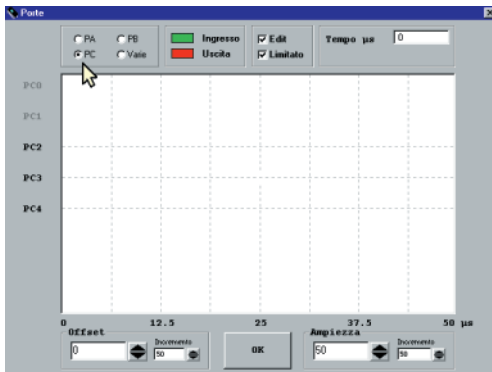 Porte
PA PB Ingresso Edit Tempo µs 0
PC Varie Uscita Limitato
PC0
PC1
PC2
PC3
PC4
0 12.5 25 37.5 50 µs
Offset Ampiezza
Incremento Incremento
0 50 OK 50 50